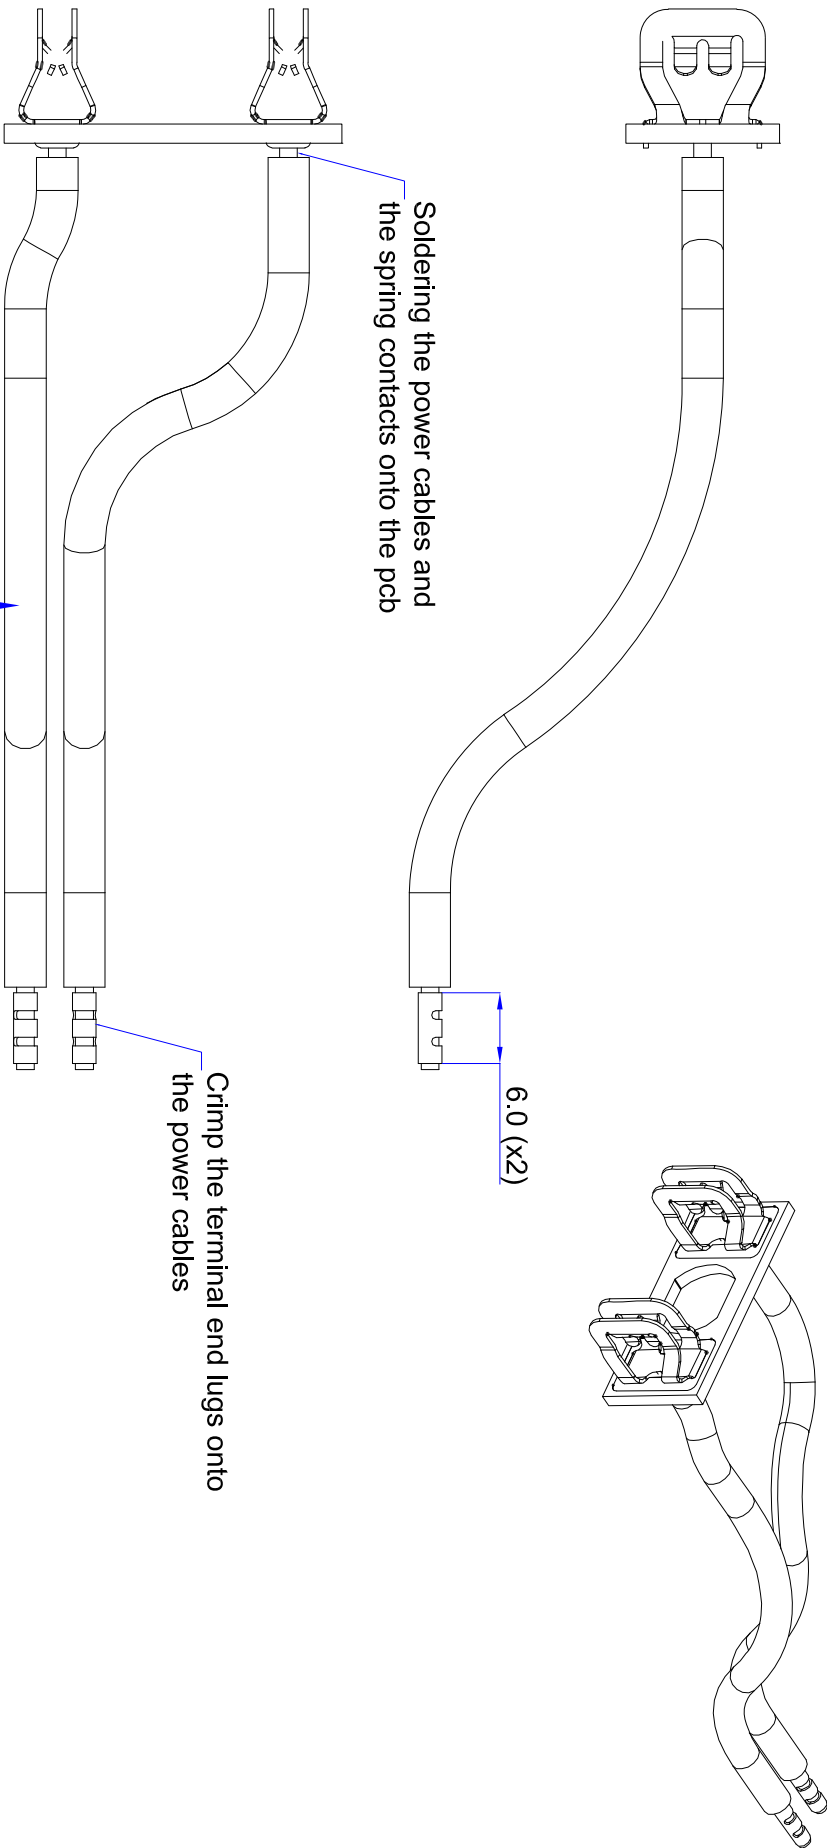 Soldering the power cables and
the spring contacts onto the pcb
6.0 (x2)
Crimp the terminal end lugs onto
the power cables